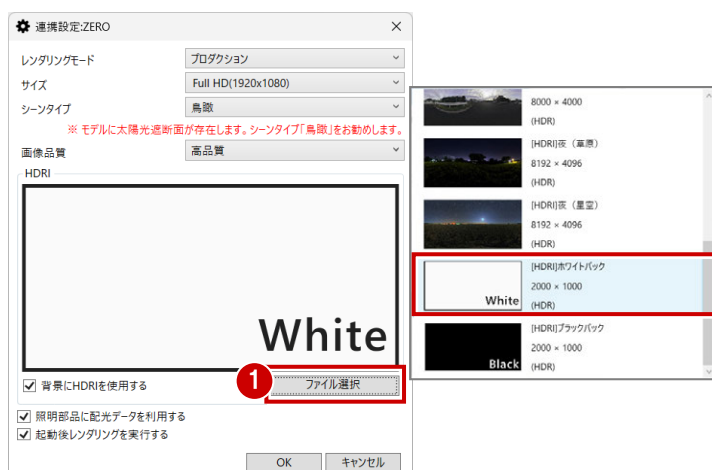 連携設定:ZERO
レンダリングモード
プロダクション
サイズ
Full HD(1920x1080)
シーンタイプ
鳥瞰
※ モデルに太陽光遮断面が存在します。シーンタイプ「鳥瞰」をお勧めします。
画像品質
高品質
HDRI
White
背景にHDRIを使用する
1
ファイル選択
照明部品に配光データを利用する
起動後レンダリングを実行する
OK
キャンセル
8000 × 4000
(HDR)
[HDRI]夜（草原）
8192 × 4096
(HDR)
[HDRI]夜（星空）
8192 × 4096
(HDR)
White
[HDRI]ホワイトバック
2000 × 1000
(HDR)
Black
[HDRI]ブラックバック
2000 × 1000
(HDR)